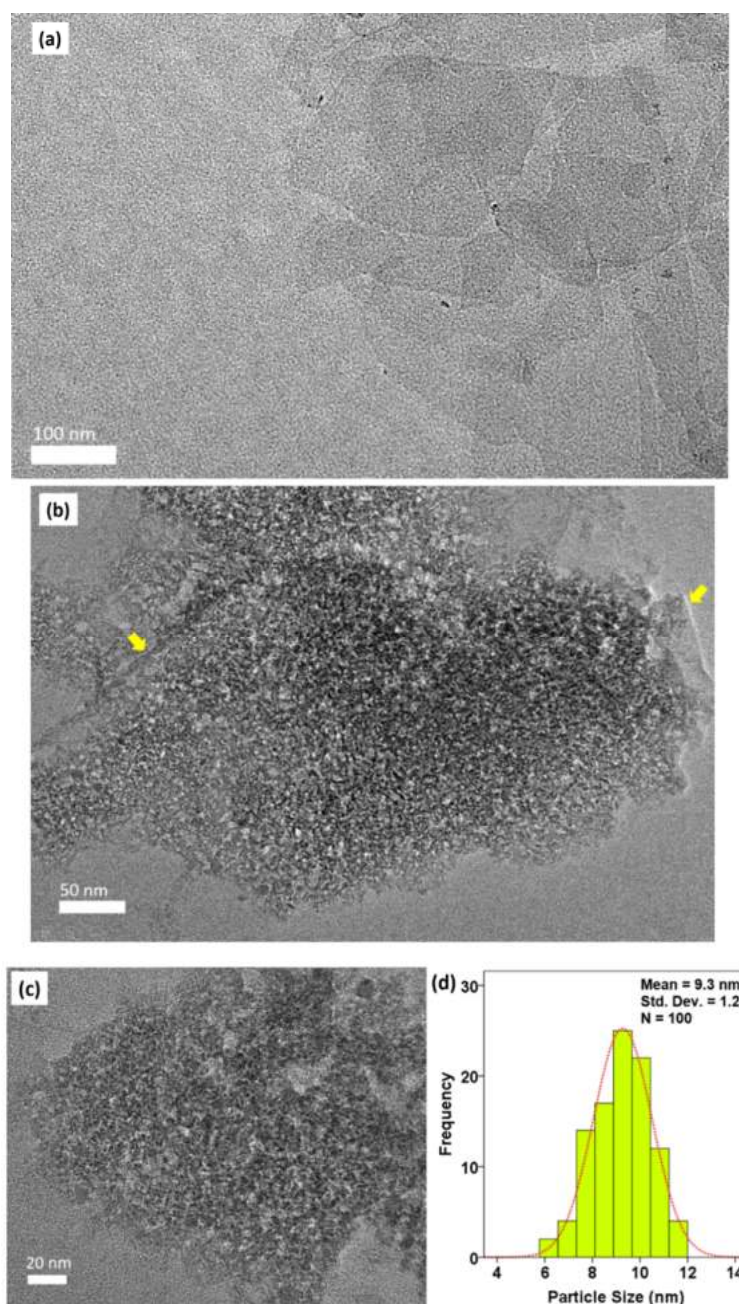 (a)
100 nm
(b)
50 nm
(c)
20 nm
(d)
Mean = 9.3 nm
Std. Dev. = 1.2
N = 100
30
20
10
0
Frequency
4 6 8 10 12 14
Particle Size (nm)